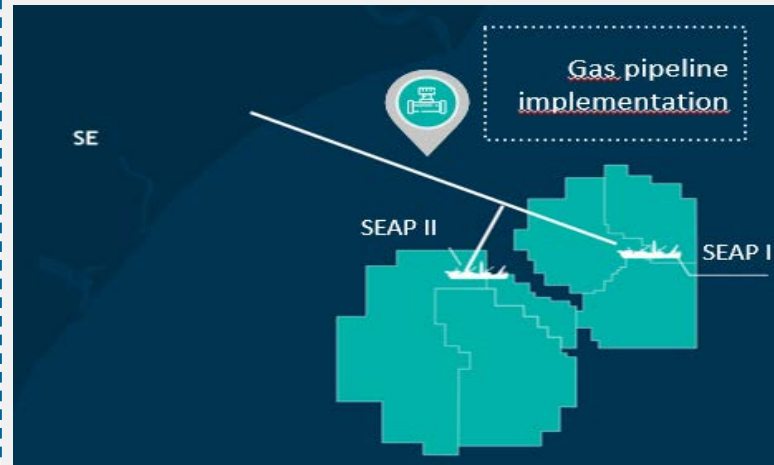 Gas pipeline
implementation
SE
SEAP II
SEAP I